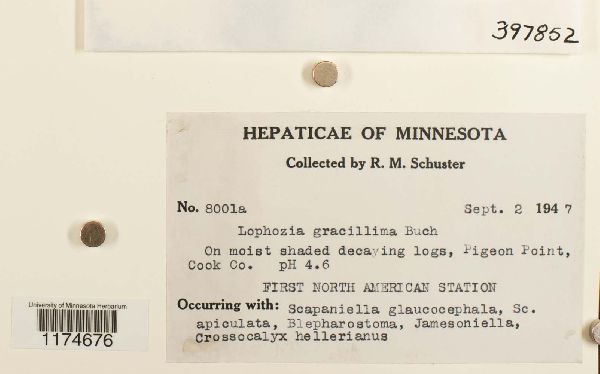 397852
HEPATICAE OF MINNESOTA
Collected by R. M. Schuster
No. 8001a Sept. 2 1947
Lophozia gracillima Buch
On moist shaded decaying logs, Pigeon Point,
Cook Co. pH 4.6
FIRST NORTH AMERICAN STATION
Occurring with: Scapaniella glaucocephala, Sc.
apiculata, Blepharostoma, Jamesoniella,
Crossocalyx hellerianus
University of Minnesota Herbarium
1174676